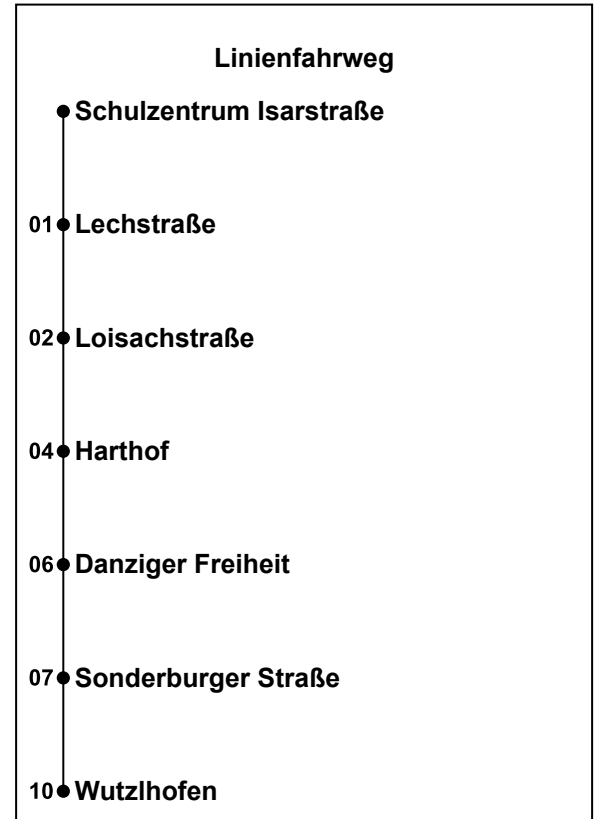 Linienfahrweg
Schulzentrum Isarstraße
01 Lechstraße
02 Loisachstraße
04 Harthof
06 Danziger Freiheit
07 Sonderburger Straße
10 Wutzlhofen